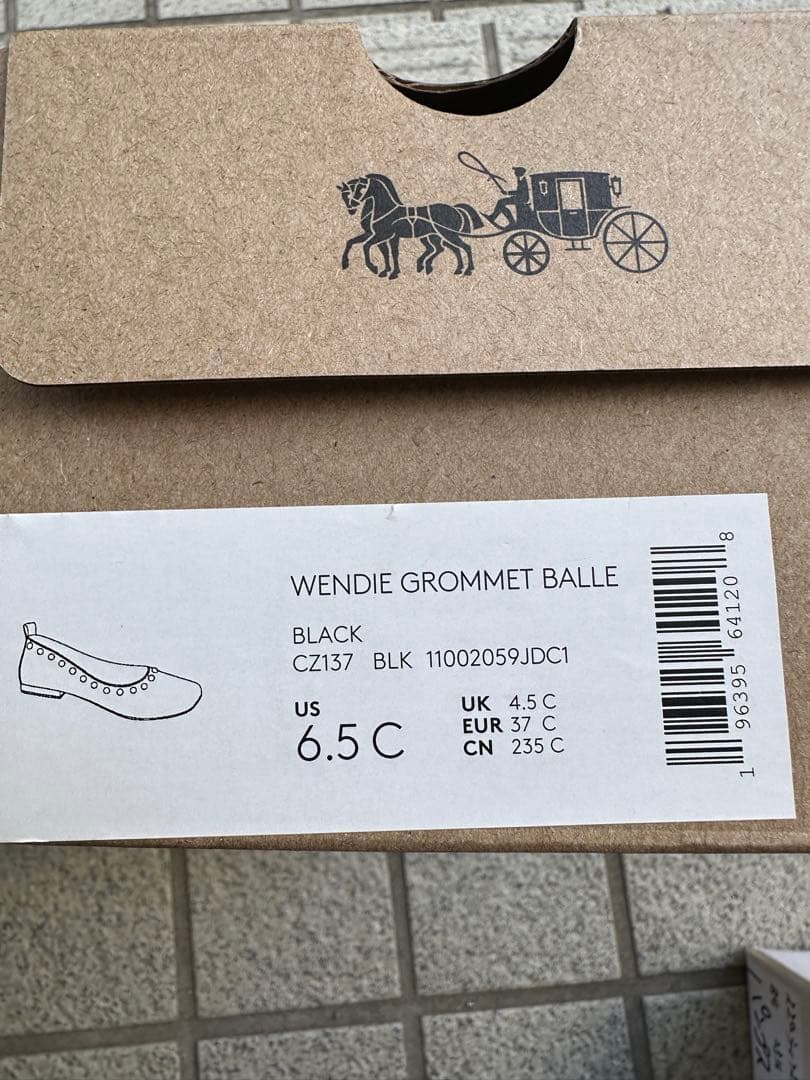 WENDIE GROMMET BALLE
BLACK
CZ137 BLK 11002059JDC1
US
6.5 C
UK 4.5 C
EUR 37 C
CN 235 C
1 96395 64120 8